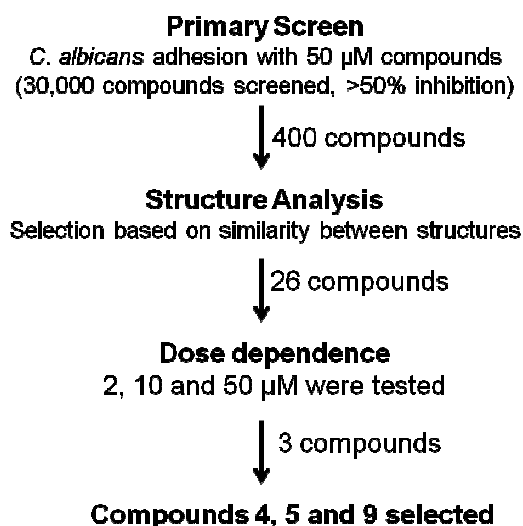 Primary Screen
C. albicans adhesion with 50 µM compounds
(30,000 compounds screened, >50% inhibition)
400 compounds
Structure Analysis
Selection based on similarity between structures
26 compounds
Dose dependence
2, 10 and 50 µM were tested
3 compounds
Compounds 4, 5 and 9 selected